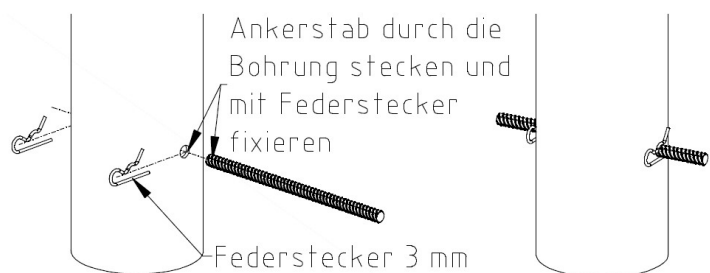 Ankerstab durch die
Bohrung stecken und
mit Federstecker
fixieren
Federstecker 3 mm